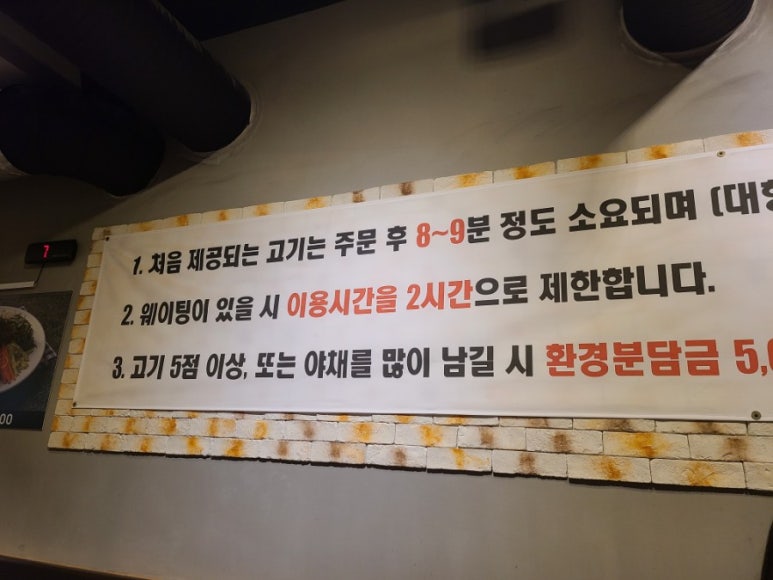 1. 처음 제공되는 고기는 주문 후 8~9분 정도 소요되며
2. 웨이팅이 있을 시 이용시간을 2시간으로 제한합니다.
3. 고기 5점 이상, 또는 야채를 많이 남길 시 환경분담금 5,
7
00